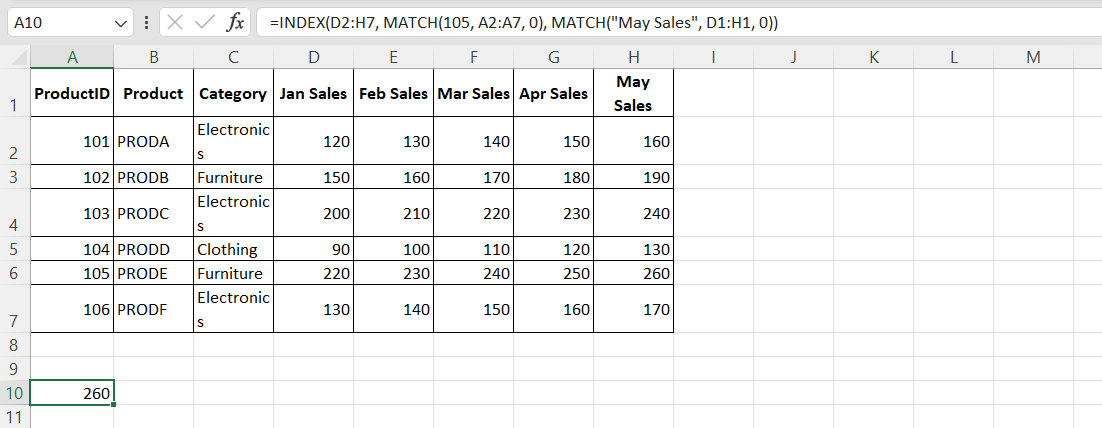 A10 fx =INDEX(D2:H7, MATCH(105, A2:A7, 0), MATCH("May Sales", D1:H1, 0))
A B C D E F G H I J K L M
1 ProductID Product Category Jan Sales Feb Sales Mar Sales Apr Sales May
Sales
2 101 PRODA Electronic
s 120 130 140 150 160
3 102 PRODB Furniture 150 160 170 180 190
4 103 PRODC Electronic
s 200 210 220 230 240
5 104 PRODD Clothing 90 100 110 120 130
6 105 PRODE Furniture 220 230 240 250 260
7 106 PRODF Electronic
s 130 140 150 160 170
8
9
10 260
11